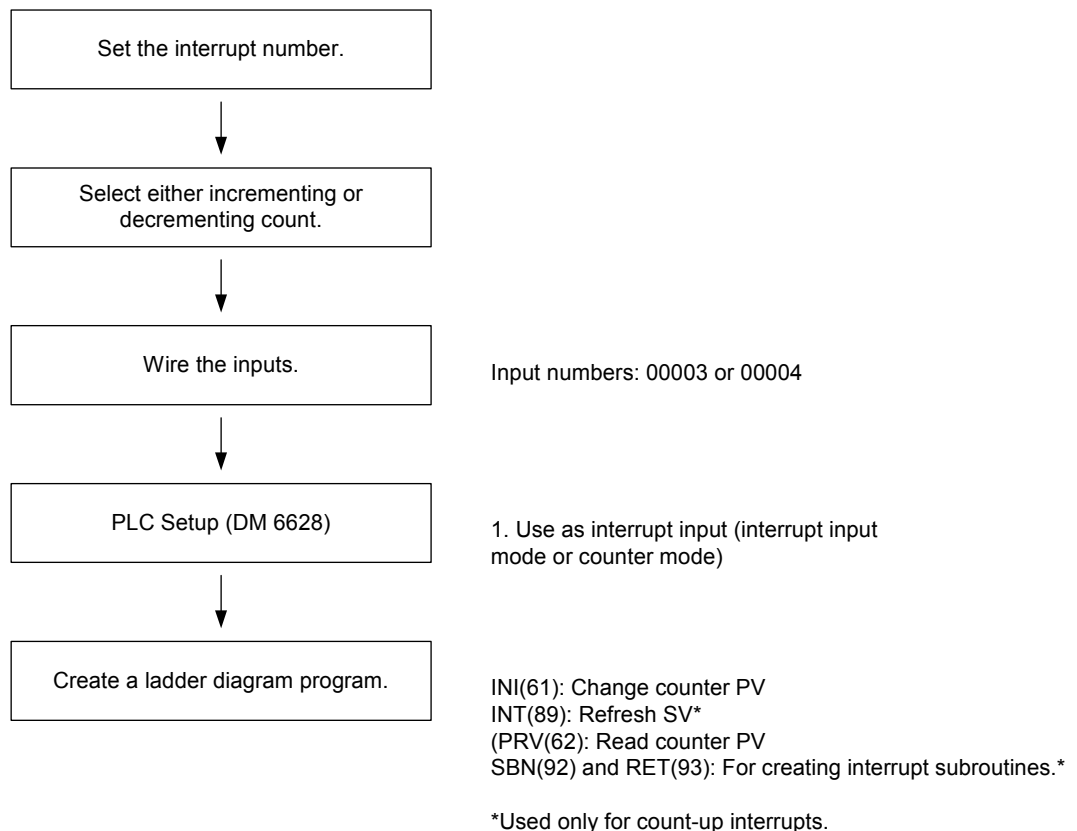 Set the interrupt number.
Select either incrementing or
decrementing count.
Wire the inputs.
Input numbers: 00003 or 00004
PLC Setup (DM 6628)
1. Use as interrupt input (interrupt input
mode or counter mode)
Create a ladder diagram program.
INI(61): Change counter PV
INT(89): Refresh SV*
(PRV(62): Read counter PV
SBN(92) and RET(93): For creating interrupt subroutines.*
*Used only for count-up interrupts.